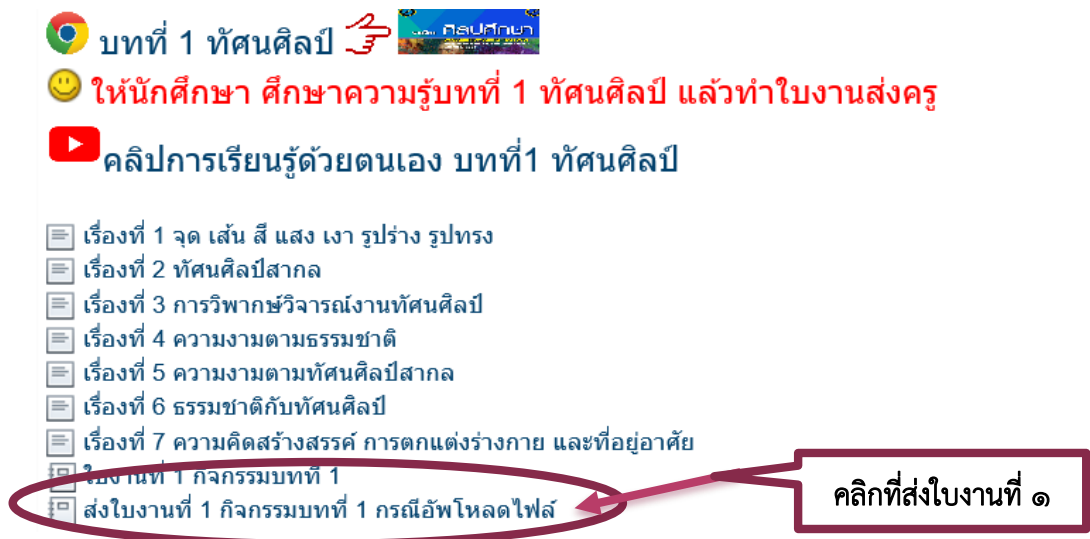 บทที่ 1 ทัศนศิลป์ ศิลปศึกษา
ให้นักศึกษา ศึกษาความรู้บทที่ 1 ทัศนศิลป์ แล้วทำใบงานส่งครู
คลิปการเรียนรู้ด้วยตนเอง บทที่1 ทัศนศิลป์
เรื่องที่ 1 จุด เส้น สี แสง เงา รูปร่าง รูปทรง
เรื่องที่ 2 ทัศนศิลป์สากล
เรื่องที่ 3 การวิพากษ์วิจารณ์งานทัศนศิลป์
เรื่องที่ 4 ความงามตามธรรมชาติ
เรื่องที่ 5 ความงามตามทัศนศิลป์สากล
เรื่องที่ 6 ธรรมชาติกับทัศนศิลป์
เรื่องที่ 7 ความคิดสร้างสรรค์ การตกแต่งร่างกาย และที่อยู่อาศัย
ใบงานที่ 1 กิจกรรมบทที่ 1
ส่งใบงานที่ 1 กิจกรรมบทที่ 1 กรณีอัพโหลดไฟล์
คลิกที่ส่งใบงานที่ ๑